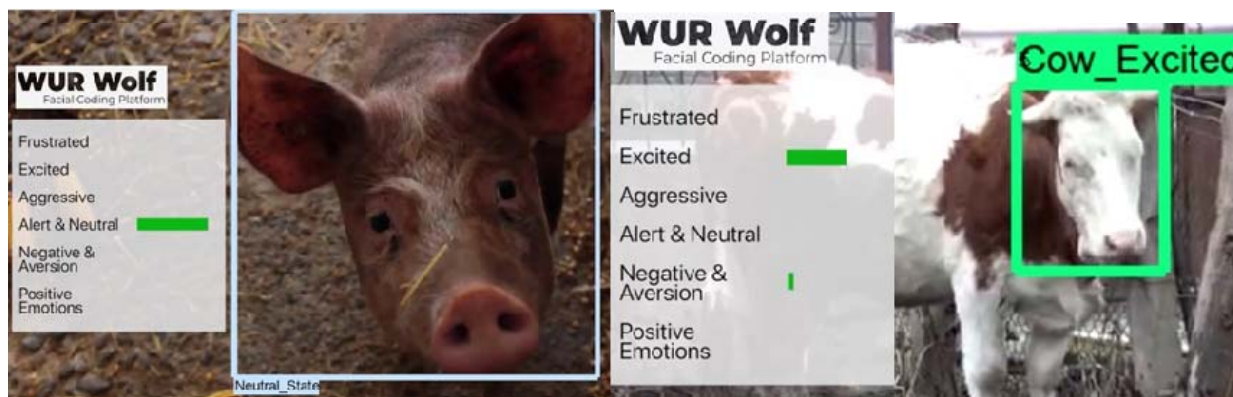 WUR Wolf
Facial Coding Platform
Frustrated
Excited
Aggressive
Alert & Neutral
Negative &
Aversion
Positive
Emotions
Neutral_State
WUR Wolf
Facial Coding Platform
Frustrated
Excited
Aggressive
Alert & Neutral
Negative &
Aversion
Positive
Emotions
Cow_Excited